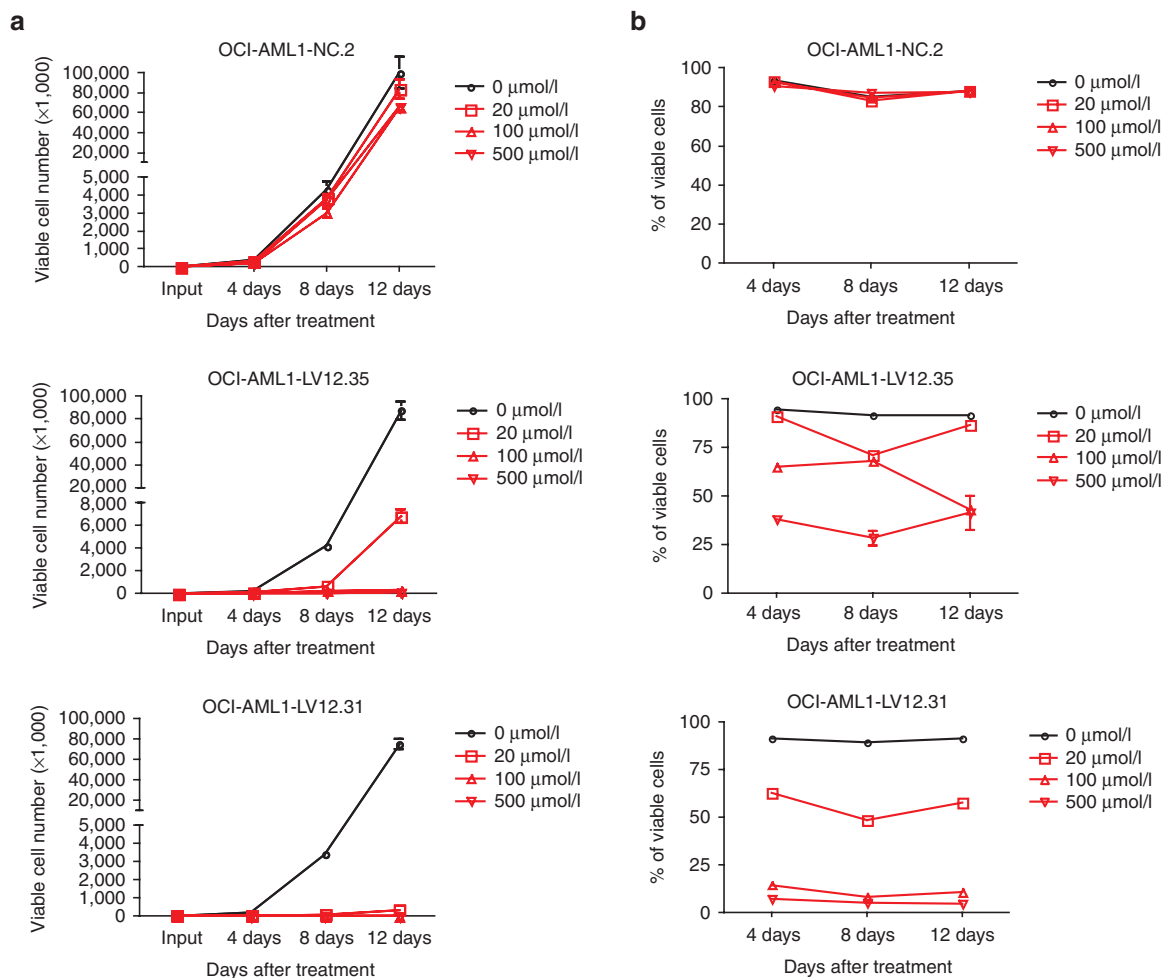 a
OCI-AML1-NC.2
Viable cell number (×1,000)
100,000
80,000
60,000
40,000
20,000
5,000
4,000
3,000
2,000
1,000
0
Input 4 days 8 days 12 days
Days after treatment
0 μmol/l
20 μmol/l
100 μmol/l
500 μmol/l
OCI-AML1-LV12.35
Viable cell number (×1,000)
100,000
80,000
60,000
40,000
20,000
8,000
6,000
4,000
2,000
0
Input 4 days 8 days 12 days
Days after treatment
0 μmol/l
20 μmol/l
100 μmol/l
500 μmol/l
OCI-AML1-LV12.31
Viable cell number (×1,000)
100,000
80,000
60,000
40,000
20,000
5,000
4,000
3,000
2,000
1,000
0
Input 4 days 8 days 12 days
Days after treatment
0 μmol/l
20 μmol/l
100 μmol/l
500 μmol/l
b
OCI-AML1-NC.2
% of viable cells
100
80
60
40
20
0
4 days 8 days 12 days
Days after treatment
0 μmol/l
20 μmol/l
100 μmol/l
500 μmol/l
OCI-AML1-LV12.35
% of viable cells
100
75
50
25
0
4 days 8 days 12 days
Days after treatment
0 μmol/l
20 μmol/l
100 μmol/l
500 μmol/l
OCI-AML1-LV12.31
% of viable cells
100
75
50
25
0
4 days 8 days 12 days
Days after treatment
0 μmol/l
20 μmol/l
100 μmol/l
500 μmol/l